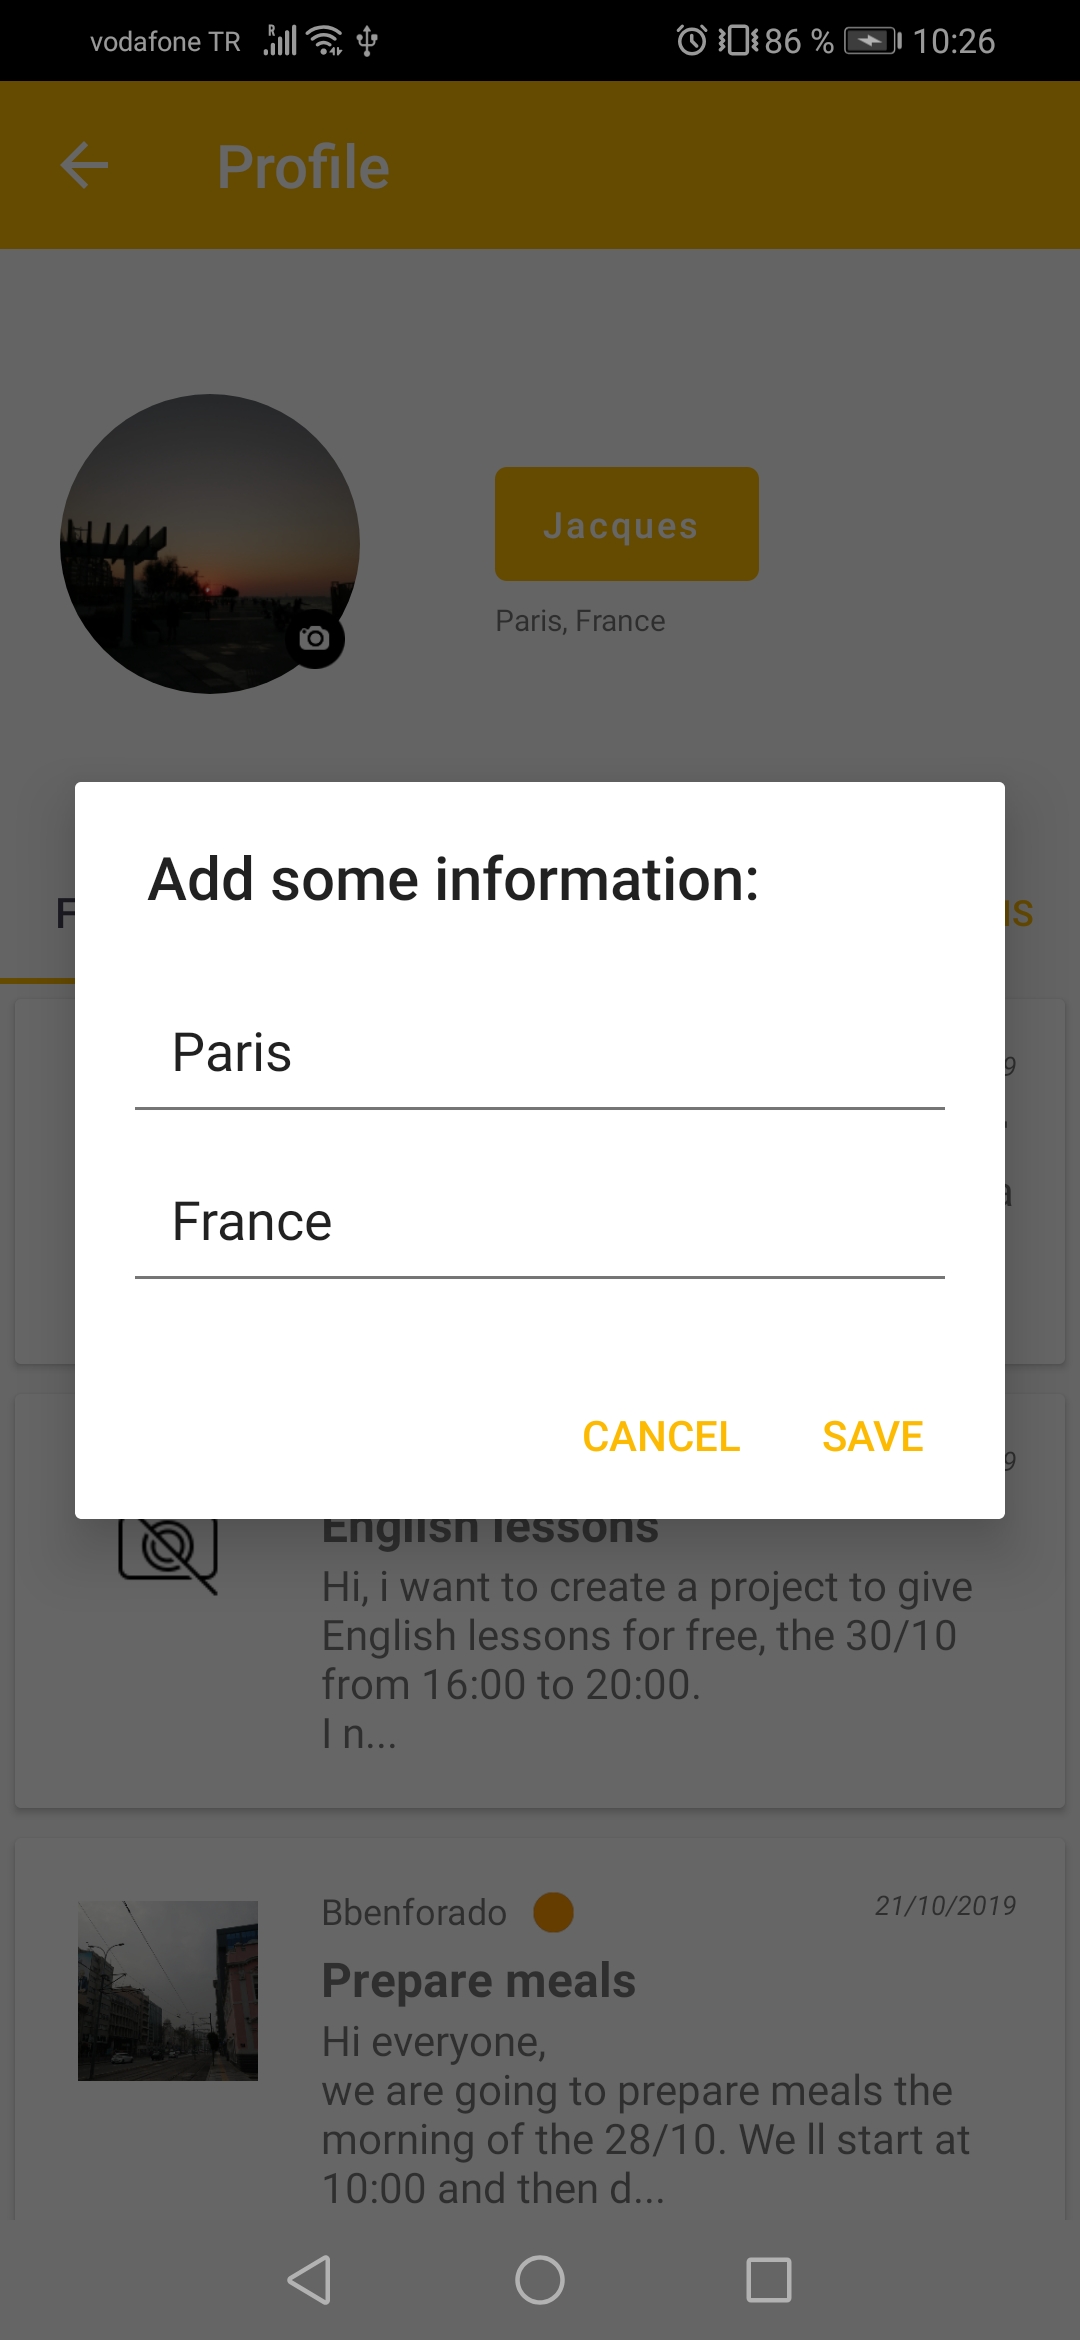 vodafone TR R 86 % 10:26
Profile
Jacques
Paris, France
Add some information:
Paris
France
CANCEL SAVE
English lessons
Hi, i want to create a project to give
English lessons for free, the 30/10
from 16:00 to 20:00.
I n...
Bbenforado 21/10/2019
Prepare meals
Hi everyone,
we are going to prepare meals the
morning of the 28/10. We ll start at
10:00 and then d...